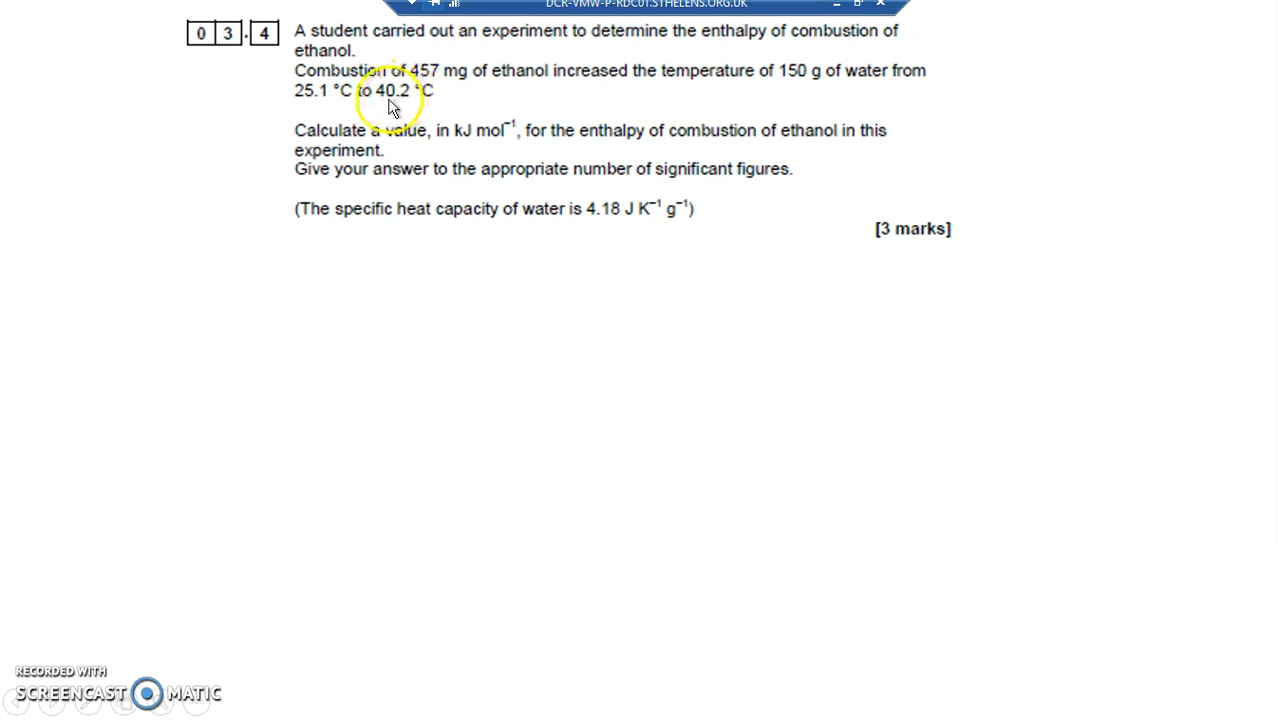 DCR-VMW-P-RDC01.STHELENS.ORG.UK
0 3 . 4 A student carried out an experiment to determine the enthalpy of combustion of
ethanol.
Combustion of 457 mg of ethanol increased the temperature of 150 g of water from
25.1 °C to 40.2 °C
Calculate a value, in kJ mol⁻¹, for the enthalpy of combustion of ethanol in this
experiment.
Give your answer to the appropriate number of significant figures.
(The specific heat capacity of water is 4.18 J K⁻¹ g⁻¹)
[3 marks]
RECORDED WITH
SCREENCAST MATIC